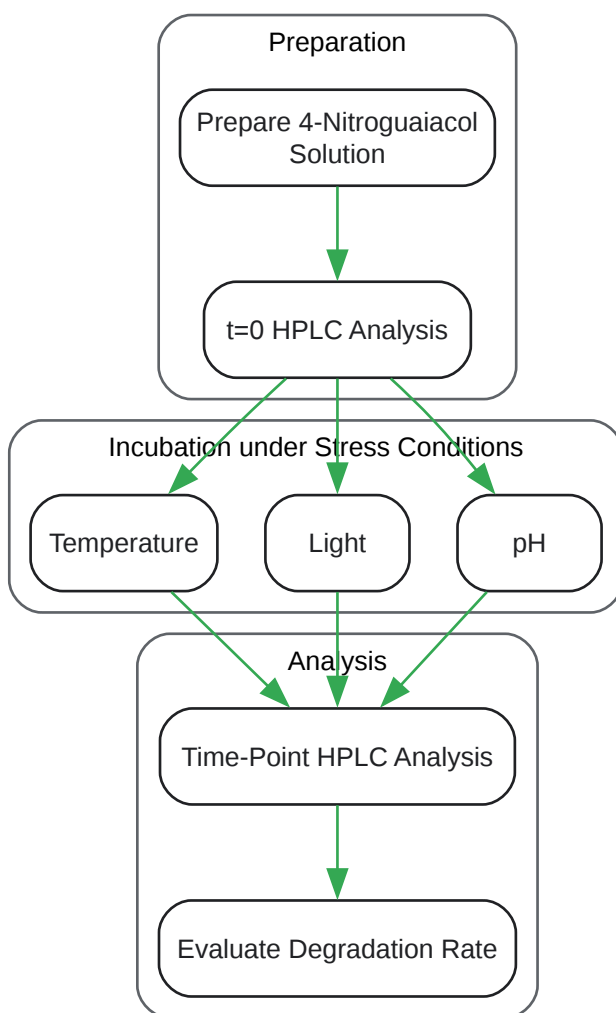 Preparation
Prepare 4-Nitroguaiacol
Solution
t=0 HPLC Analysis
Incubation under Stress Conditions
Temperature
Light
pH
Analysis
Time-Point HPLC Analysis
Evaluate Degradation Rate